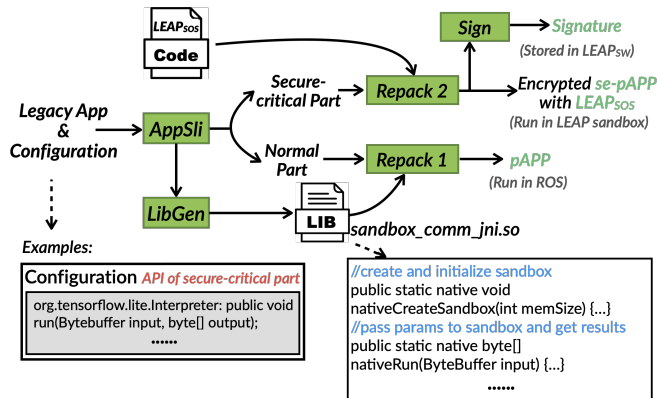 LEAPSOS
Code
Sign
Signature
(Stored in LEAPSW)
Secure-
critical Part
Repack 2
Encrypted se-pAPP
with LEAPSOS
(Run in LEAP sandbox)
Legacy App
&
Configuration
AppSli
Normal
Part
Repack 1
pAPP
(Run in ROS)
LibGen
LIB
sandbox_comm_jni.so
Examples:
Configuration API of secure-critical part
org.tensorflow.lite.Interpreter: public void
run(Bytebuffer input, byte[] output);
......
//create and initialize sandbox
public static native void
nativeCreateSandbox(int memSize) {...}
//pass params to sandbox and get results
public static native byte[]
nativeRun(ByteBuffer input) {...}
......